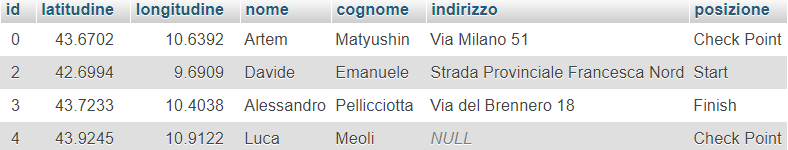 id latitudine longitudine nome cognome indirizzo posizione
0 43.6702 10.6392 Artem Matyushin Via Milano 51 Check Point
2 42.6994 9.6909 Davide Emanuele Strada Provinciale Francesca Nord Start
3 43.7233 10.4038 Alessandro Pellicciotta Via del Brennero 18 Finish
4 43.9245 10.9122 Luca Meoli NULL Check Point